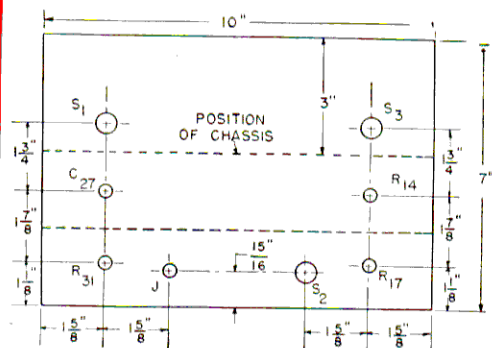 10"
S1
POSITION
OF CHASSIS
3"
S3
1 3/4"
1 3/4"
7"
C27
R14
1 7/8"
1 7/8"
15/16"
R31
J
S2
R17
1 1/8"
1 1/8"
1 5/8"
1 5/8"
1 5/8"
1 5/8"